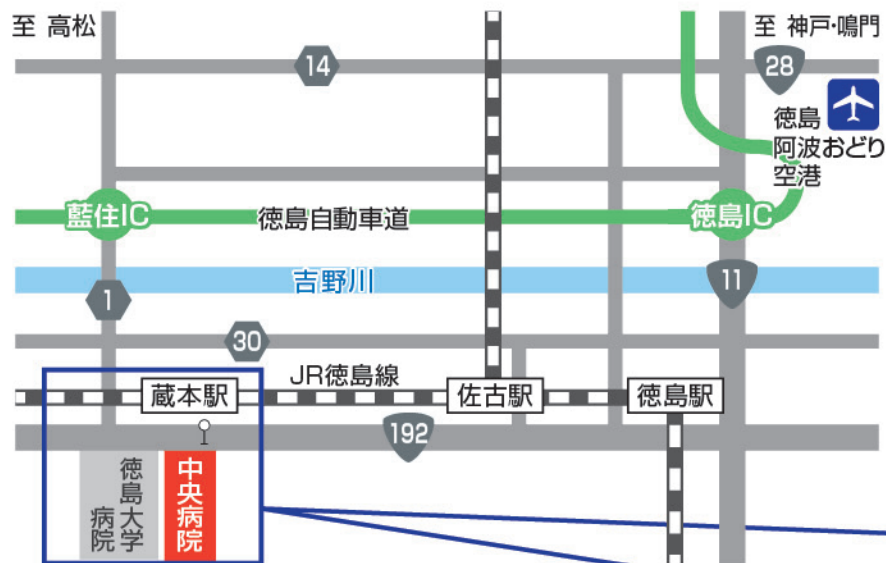 至 高松
至 神戸・鳴門
14
28
徳島
阿波おどり
空港
藍住IC
徳島自動車道
徳島IC
吉野川
11
1
30
JR徳島線
蔵本駅
佐古駅
徳島駅
192
徳島大学
病院
中央病院